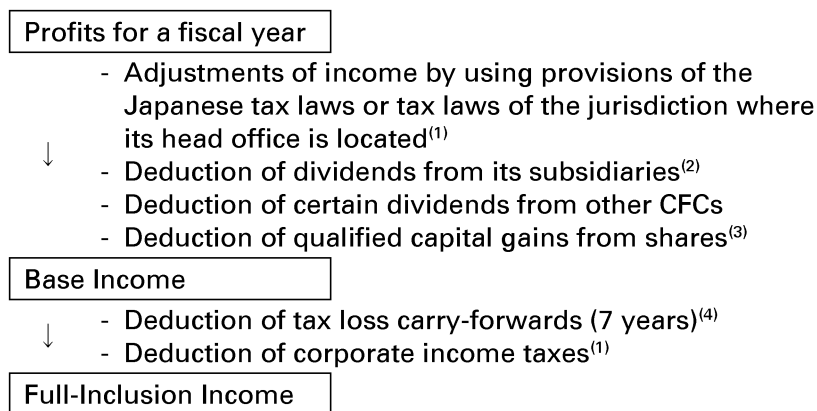 Profits for a fiscal year
- Adjustments of income by using provisions of the
Japanese tax laws or tax laws of the jurisdiction where
its head office is located(1)
↓
- Deduction of dividends from its subsidiaries(2)
- Deduction of certain dividends from other CFCs
- Deduction of qualified capital gains from shares(3)
Base Income
- Deduction of tax loss carry-forwards (7 years)(4)
↓
- Deduction of corporate income taxes(1)
Full-Inclusion Income